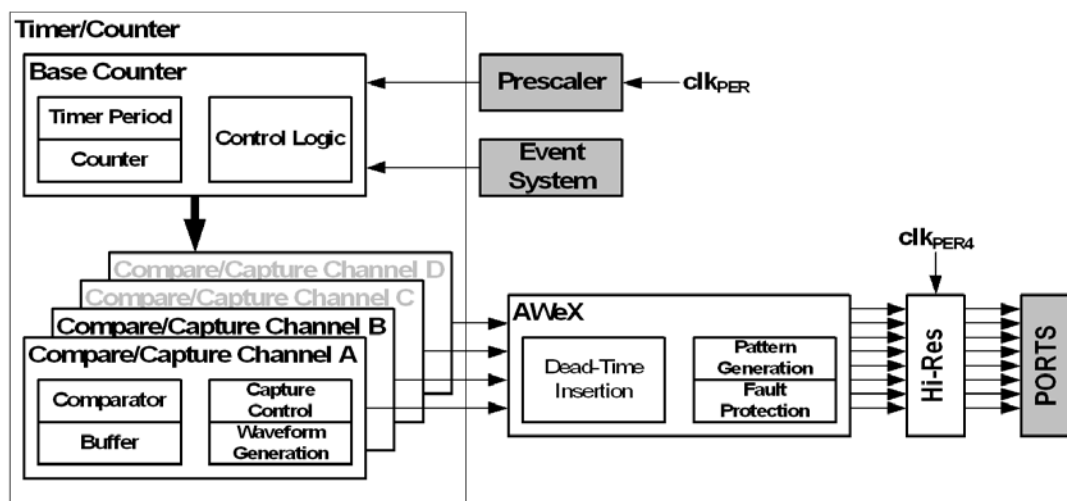 Timer/Counter
Base Counter
Timer Period
Counter
Control Logic
Prescaler
clkPER
Event
System
Compare/Capture Channel D
Compare/Capture Channel C
Compare/Capture Channel B
Compare/Capture Channel A
Comparator
Buffer
Capture
Control
Waveform
Generation
AWeX
Dead-Time
Insertion
Pattern
Generation
Fault
Protection
clkPER4
Hi-Res
PORTS